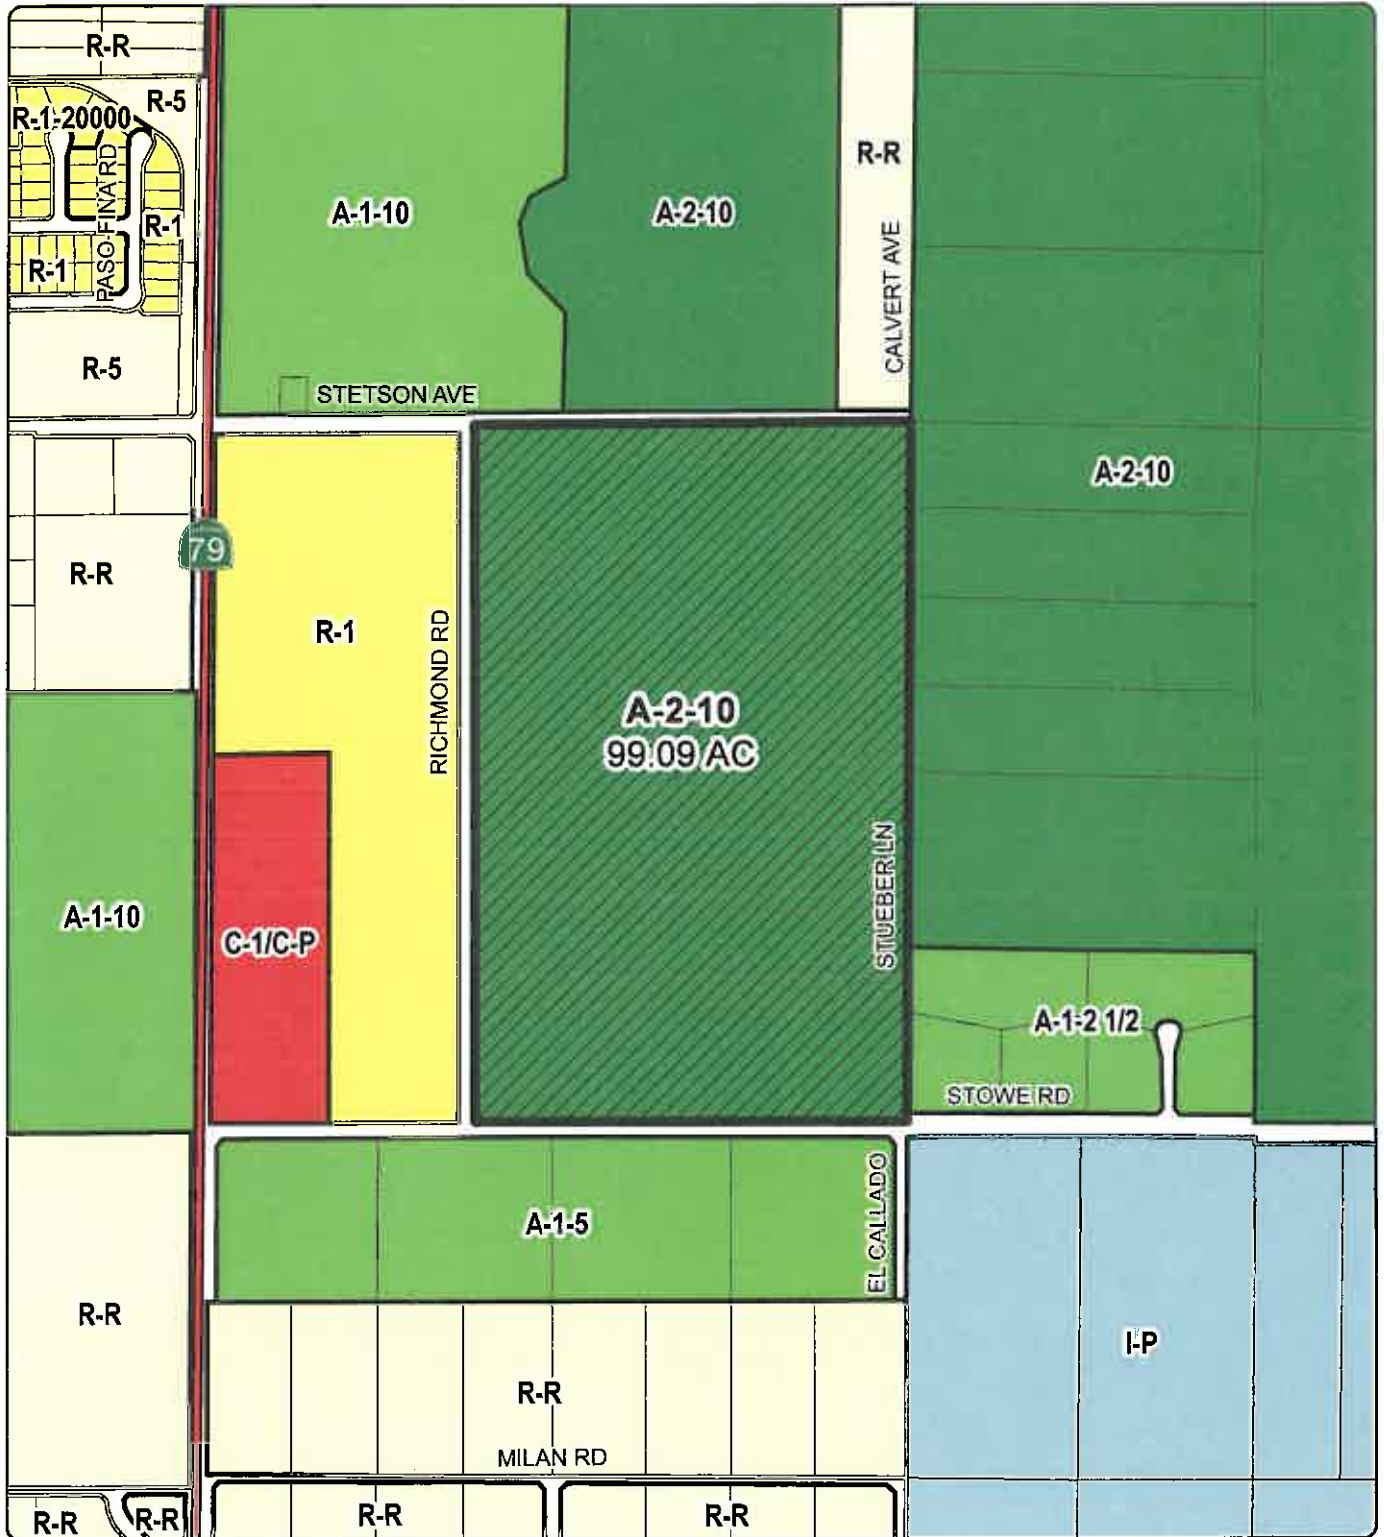 R-R
R-5
R-1-20000
PASO FINA RD
R-1
R-1
R-5
A-1-10
A-2-10
R-R
CALVERT AVE
STETSON AVE
A-2-10
79
R-R
R-1
RICHMOND RD
A-2-10
99.09 AC
STUEBER LN
A-1-10
C-1/C-P
A-1-2 1/2
STOWE RD
A-1-5
EL CALLADO
R-R
I-P
R-R
MILAN RD
R-R
R-R
R-R
R-R